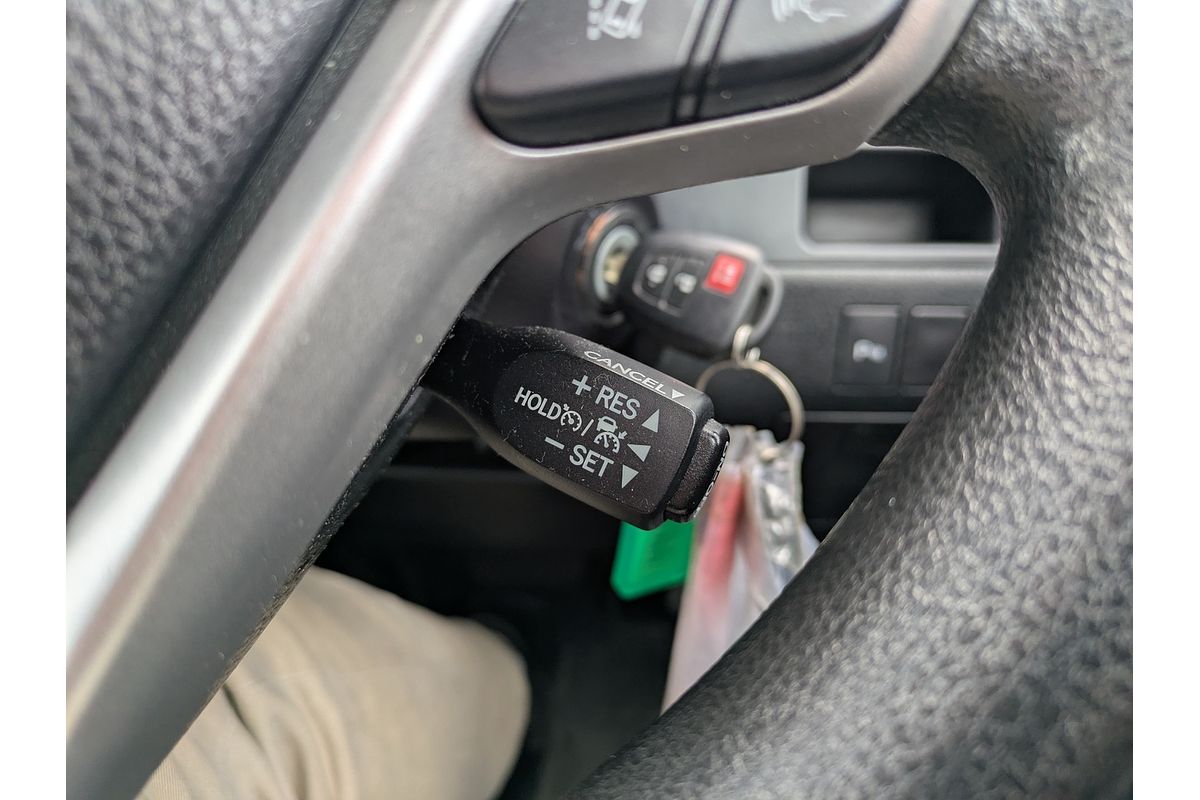 CANCEL
+ RES
HOLD /
– SET